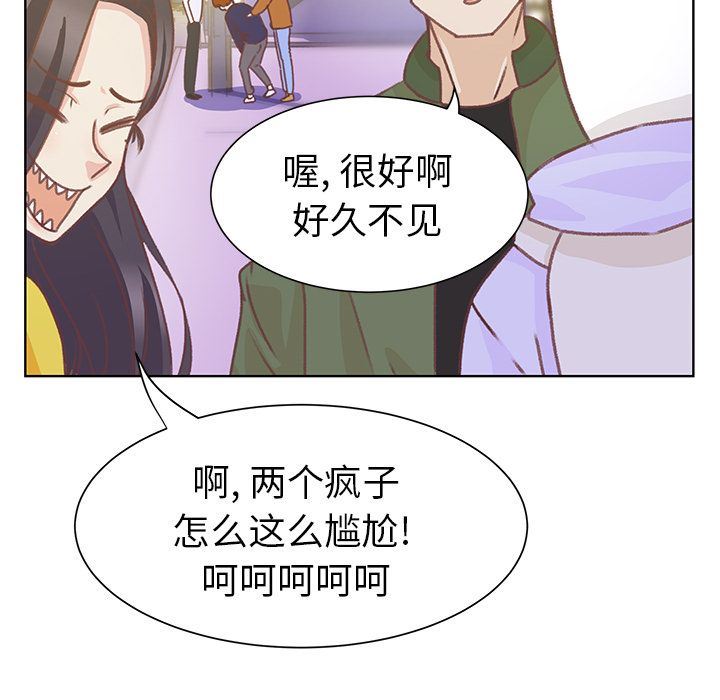 喔, 很好啊
好久不见
啊, 两个疯子
怎么这么尴尬!
呵呵呵呵呵